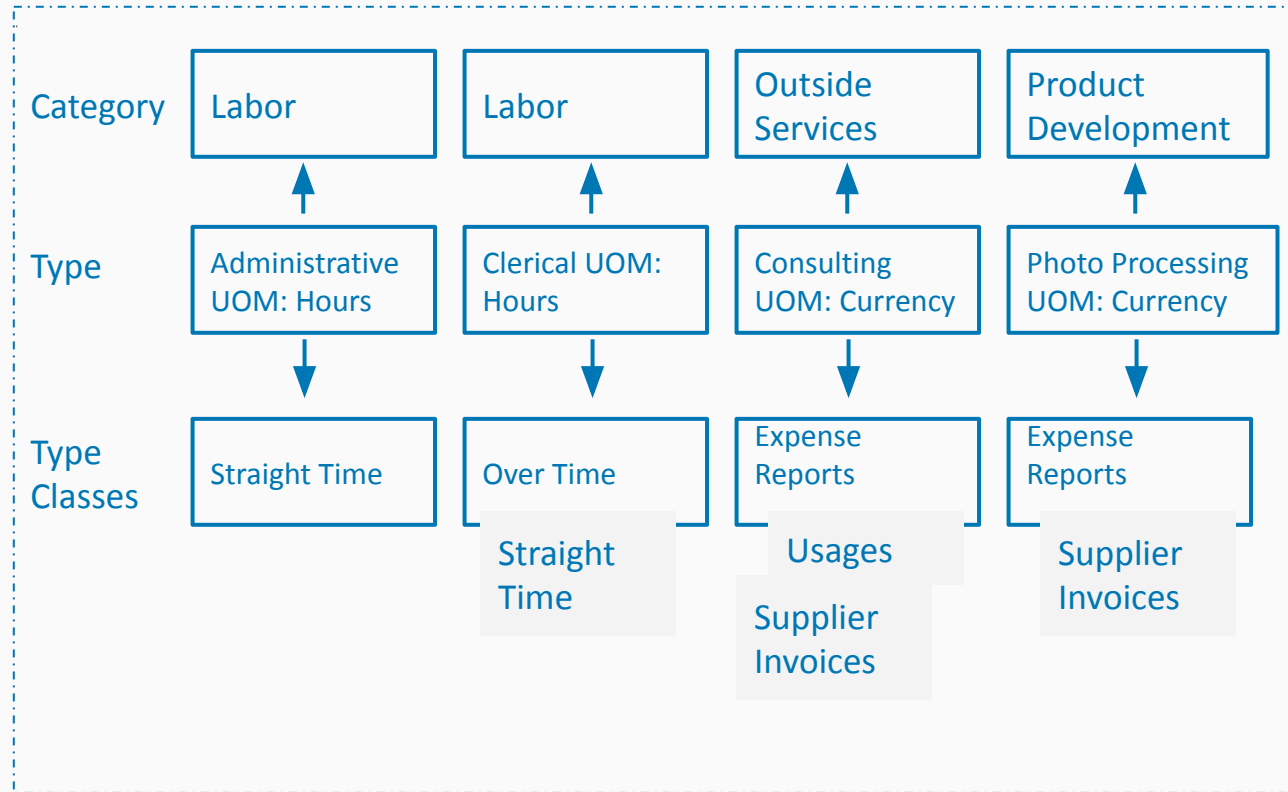 Category
Labor
Labor
Outside
Services
Product
Development
Type
Administrative
UOM: Hours
Clerical UOM:
Hours
Consulting
UOM: Currency
Photo Processing
UOM: Currency
Type
Classes
Straight Time
Over Time
Expense
Reports
Expense
Reports
Straight
Time
Usages
Supplier
Invoices
Supplier
Invoices